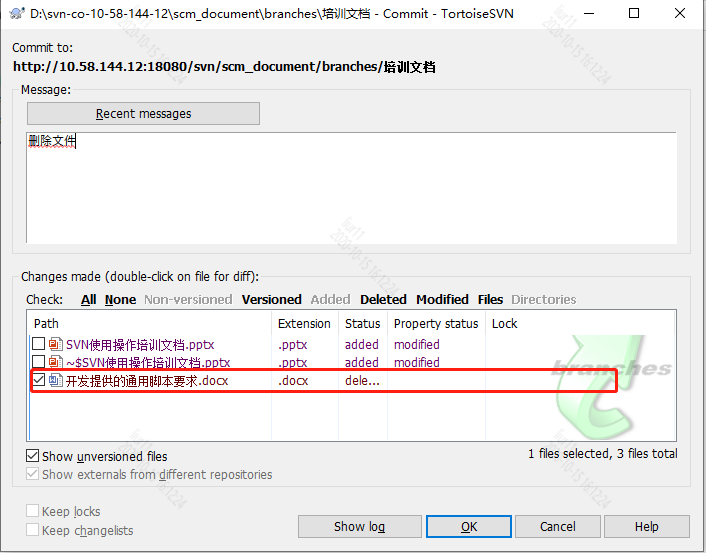 D:\svn-co-10-58-144-12\scm_document\branches\培训文档 - Commit - TortoiseSVN
Commit to:
http://10.58.144.12:18080/svn/scm_document/branches/培训文档
Message:
Recent messages
删除文件
Changes made (double-click on file for diff):
Check: All None Non-versioned Versioned Added Deleted Modified Files Directories
Path Extension Status Property status Lock
SVN使用操作培训文档.pptx .pptx added modified
~$SVN使用操作培训文档.pptx .pptx added modified
开发提供的通用脚本要求.docx .docx dele...
branches
Show unversioned files 1 files selected, 3 files total
Show externals from different repositories
Keep locks
Keep changelists
Show log OK Cancel Help